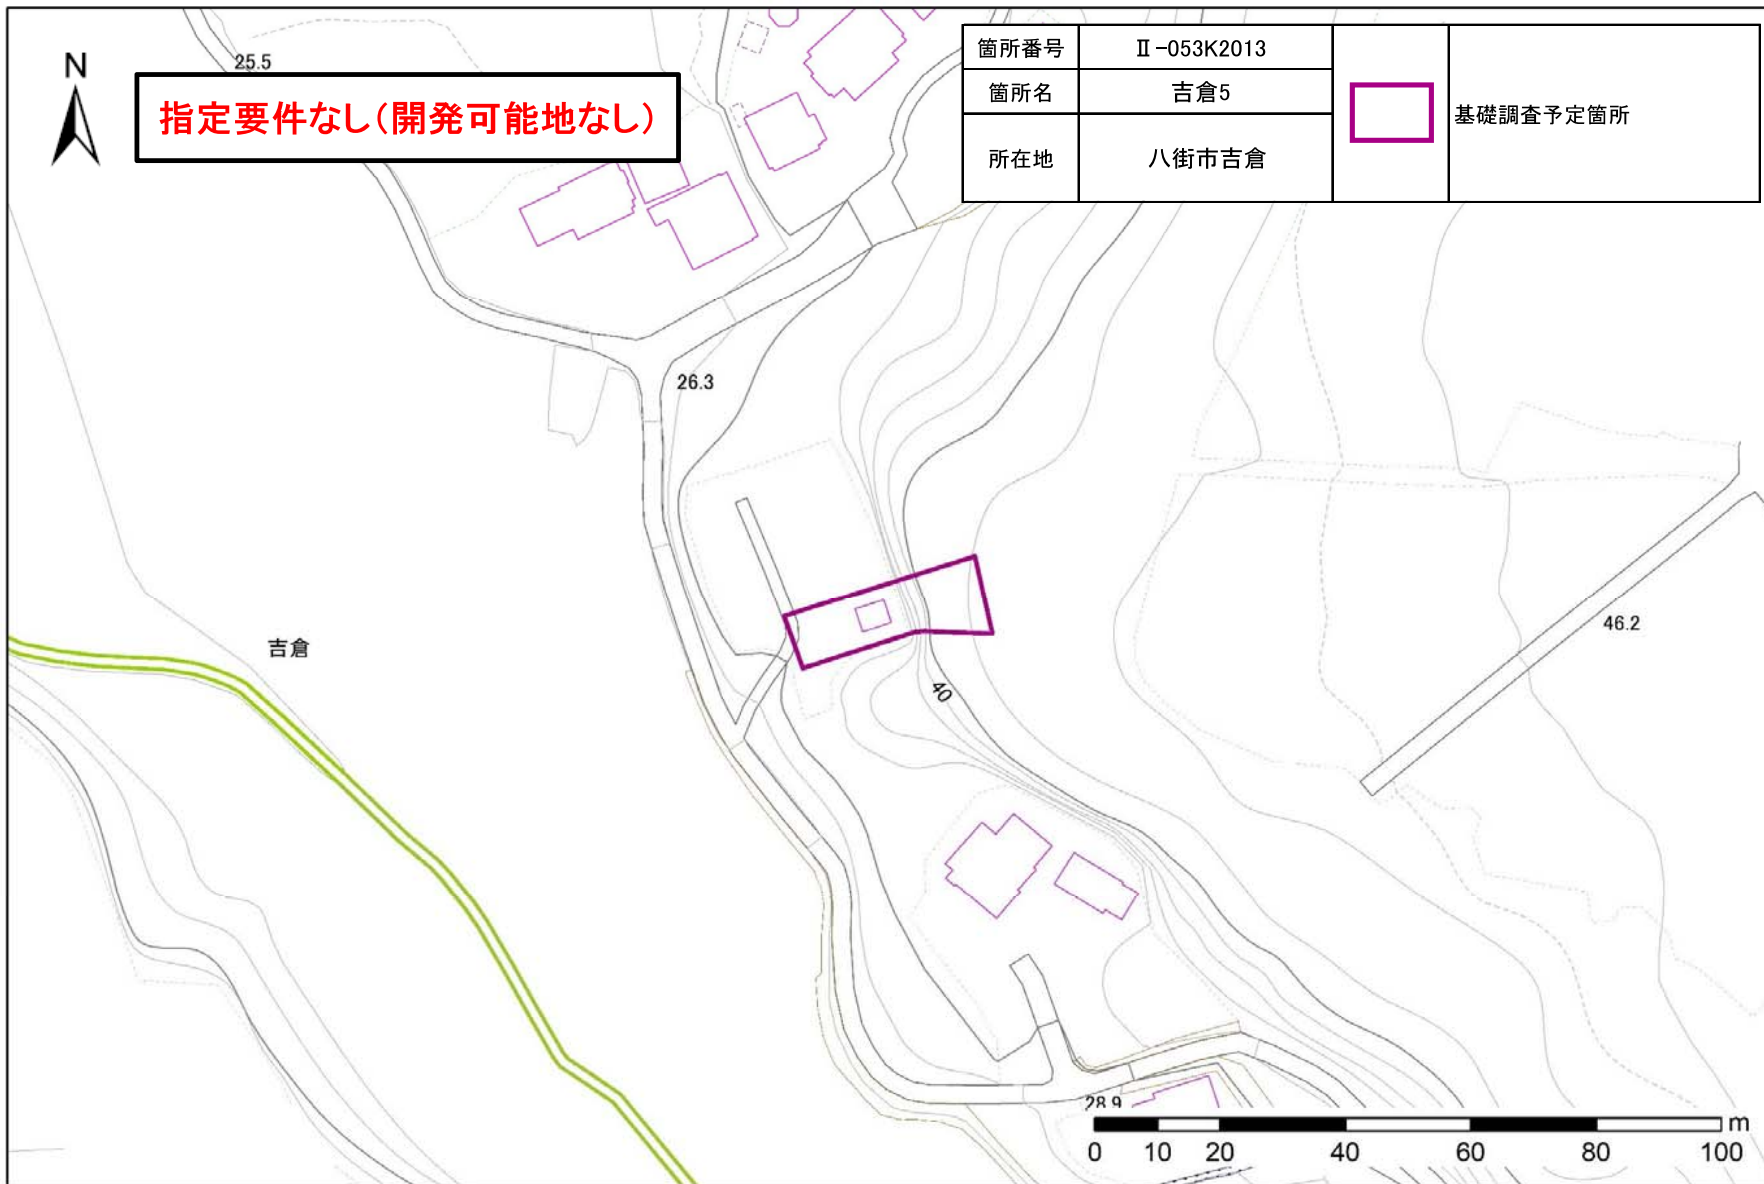 N
25.5
指定要件なし（開発可能地なし）
箇所番号 Ⅱ-053K2013
箇所名 吉倉5
所在地 八街市吉倉
基礎調査予定箇所
26.3
吉倉
46.2
40
28.9
m
0 10 20 40 60 80 100